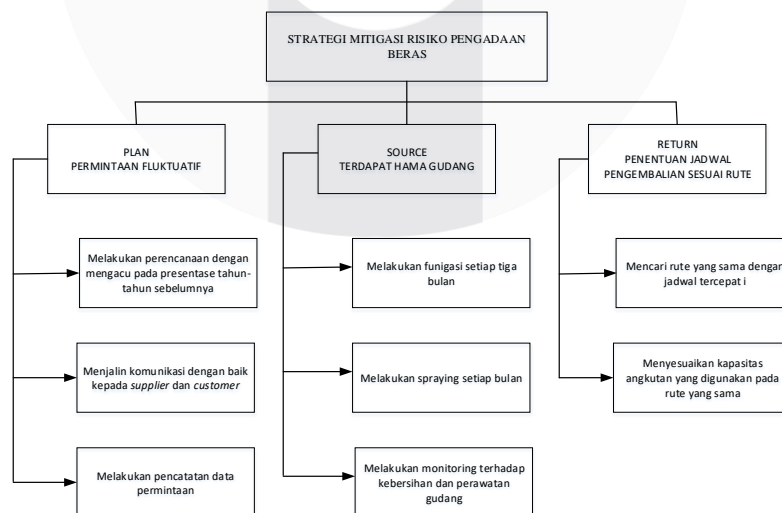 STRATEGI MITIGASI RISIKO PENGADAAN
BERAS
PLAN
PERMINTAAN FLUKTUATIF
SOURCE
TERDAPAT HAMA GUDANG
RETURN
PENENTUAN JADWAL
PENGEMBALIAN SESUAI RUTE
Melakukan perencanaan dengan
mengacu pada presentase tahun-
tahun sebelumnya
Melakukan funigasi setiap tiga
bulan
Mencari rute yang sama dengan
jadwal tercepat i
Menjalin komunikasi dengan baik
kepada supplier dan customer
Melakukan spraying setiap bulan
Menyesuaikan kapasitas
angkutan yang digunakan pada
rute yang sama
Melakukan pencatatan data
permintaan
Melakukan monitoring terhadap
kebersihan dan perawatan
gudang